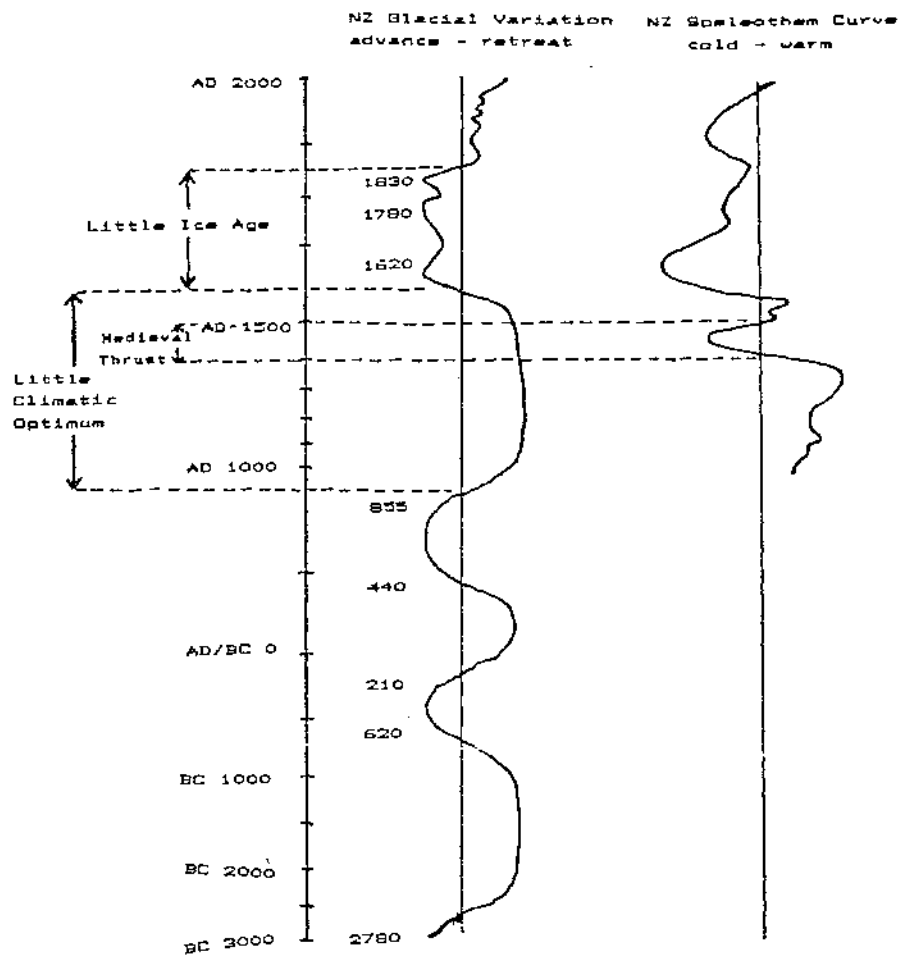 NZ Glacial Variation
advance - retreat
NZ Speleothem Curve
cold - warm
AD 2000
1830
1780
Little Ice Age
1620
AD-1500
Medieval
Thrust
Little
Climatic
Optimum
AD 1000
855
440
AD/BC 0
210
620
BC 1000
BC 2000
BC 3000
2780